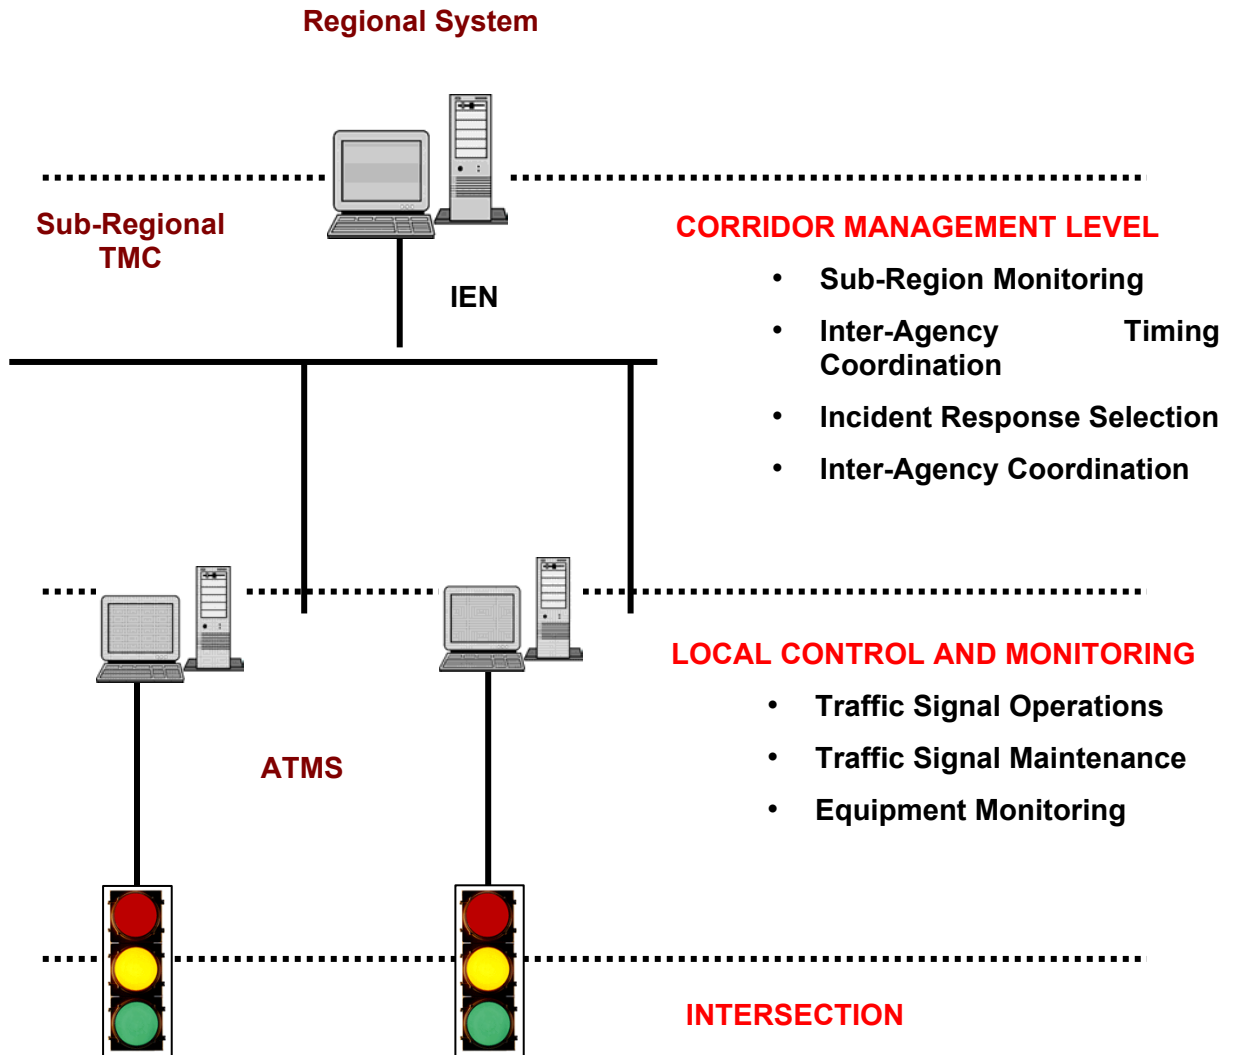 Regional System
Sub-Regional
TMC
CORRIDOR MANAGEMENT LEVEL
IEN
• Sub-Region Monitoring
• Inter-Agency Timing
Coordination
• Incident Response Selection
• Inter-Agency Coordination
LOCAL CONTROL AND MONITORING
• Traffic Signal Operations
• Traffic Signal Maintenance
• Equipment Monitoring
ATMS
INTERSECTION